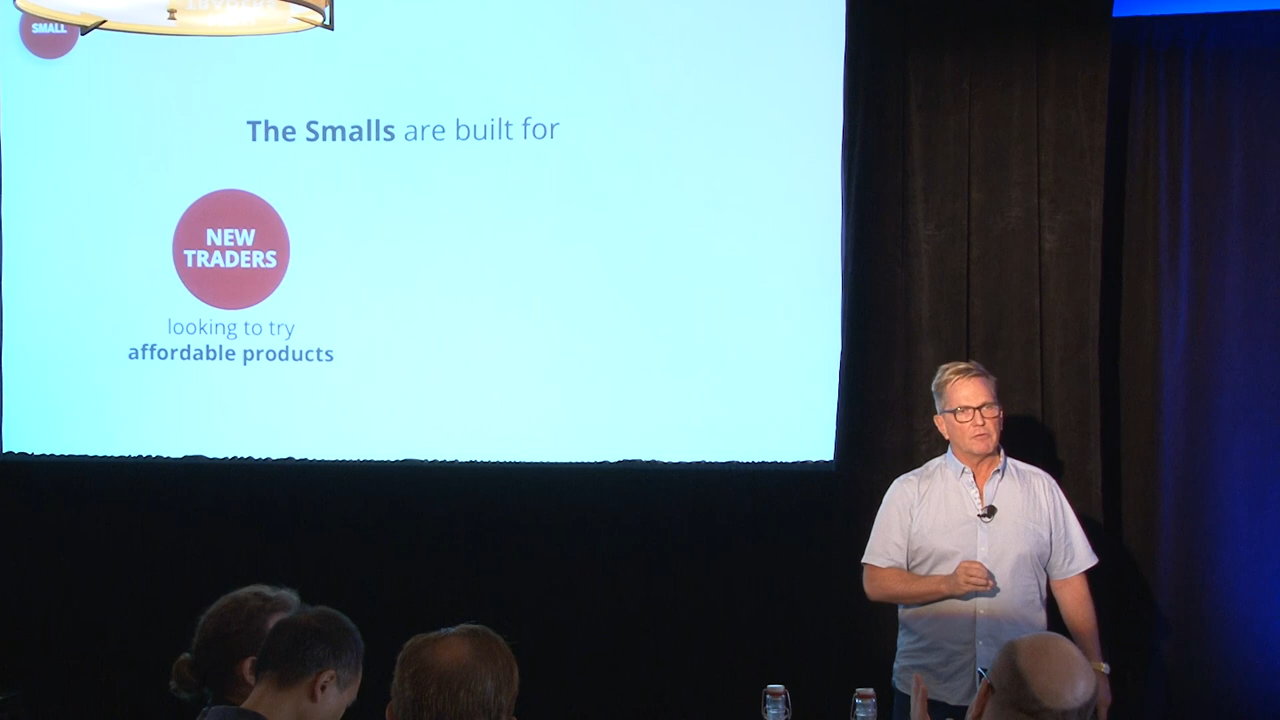 SMALL
The Smalls are built for
NEW
TRADERS
looking to try
affordable products